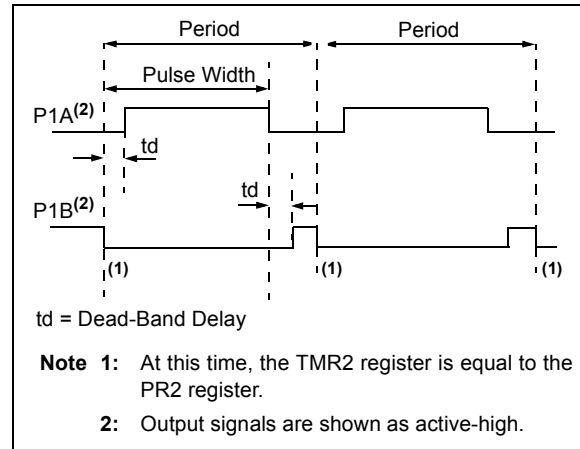 Period Period
Pulse Width
P1A(2)
td
td
P1B(2)
(1) (1) (1)
td = Dead-Band Delay
Note 1: At this time, the TMR2 register is equal to the
PR2 register.
2: Output signals are shown as active-high.